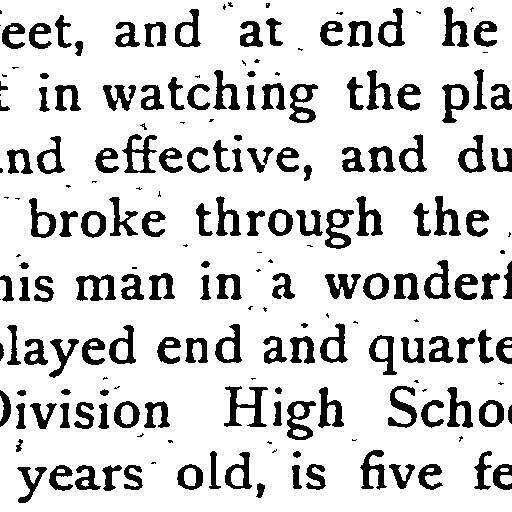 feet, and at end he
t in watching the pla
and effective, and du
broke through the
his man in a wonderf
played end and quarte
Division High Schoo
years old, is five fe